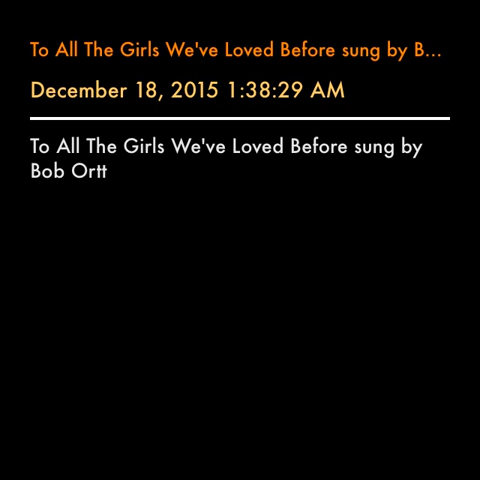 To All The Girls We've Loved Before sung by B...
December 18, 2015 1:38:29 AM
To All The Girls We've Loved Before sung by
Bob Ortt